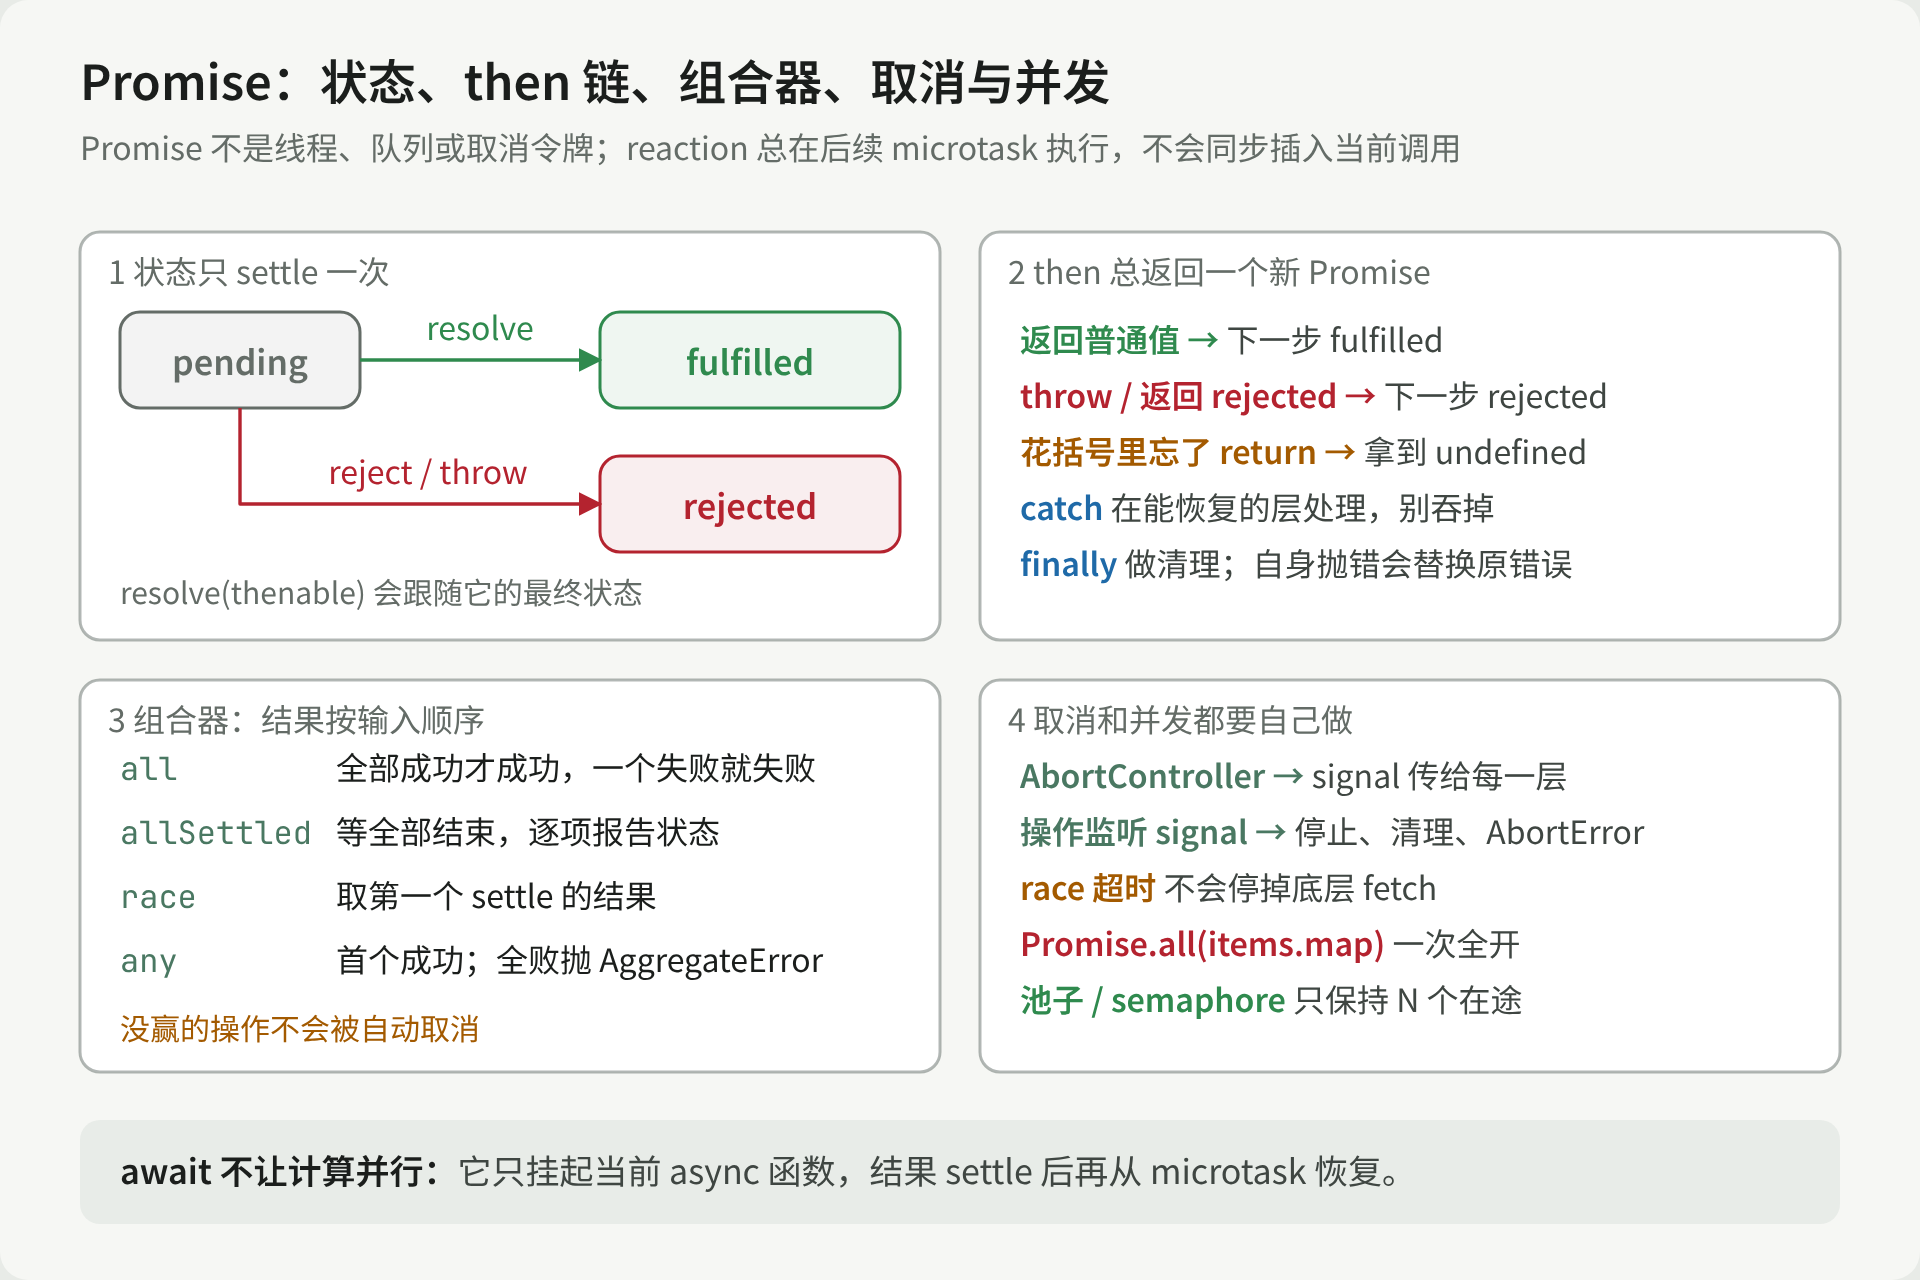 Promise：状态、then 链、组合器、取消与并发
Promise 不是线程、队列或取消令牌；reaction 总在后续 microtask 执行，不会同步插入当前调用
1 状态只 settle 一次
pending
resolve
fulfilled
reject / throw
rejected
resolve(thenable) 会跟随它的最终状态
2 then 总返回一个新 Promise
返回普通值 → 下一步 fulfilled
throw / 返回 rejected → 下一步 rejected
花括号里忘了 return → 拿到 undefined
catch 在能恢复的层处理，别吞掉
finally 做清理；自身抛错会替换原错误
3 组合器：结果按输入顺序
all 全部成功才成功，一个失败就失败
allSettled 等全部结束，逐项报告状态
race 取第一个 settle 的结果
any 首个成功；全败抛 AggregateError
没赢的操作不会被自动取消
4 取消和并发都要自己做
AbortController → signal 传给每一层
操作监听 signal → 停止、清理、AbortError
race 超时 不会停掉底层 fetch
Promise.all(items.map) 一次全开
池子 / semaphore 只保持 N 个在途
await 不让计算并行：它只挂起当前 async 函数，结果 settle 后再从 microtask 恢复。